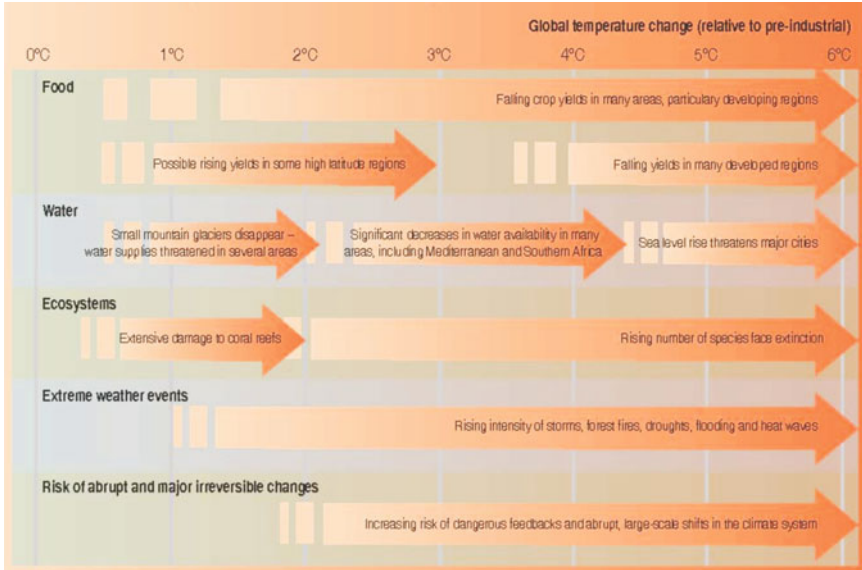 Global temperature change (relative to pre-industrial)
0°C 1°C 2°C 3°C 4°C 5°C 6°C
Food
Falling crop yields in many areas, particulary developing regions
Possible rising yields in some high latitude regions
Falling yields in many developed regions
Water
Small mountain glaciers disappear –
water supplies threatened in several areas
Significant decreases in water availability in many
areas, including Mediterranean and Southern Africa
Sea level rise threatens major cities
Ecosystems
Extensive damage to coral reefs
Rising number of species face extinction
Extreme weather events
Rising intensity of storms, forest fires, droughts, flooding and heat waves
Risk of abrupt and major irreversible changes
Increasing risk of dangerous feedbacks and abrupt, large-scale shifts in the climate system